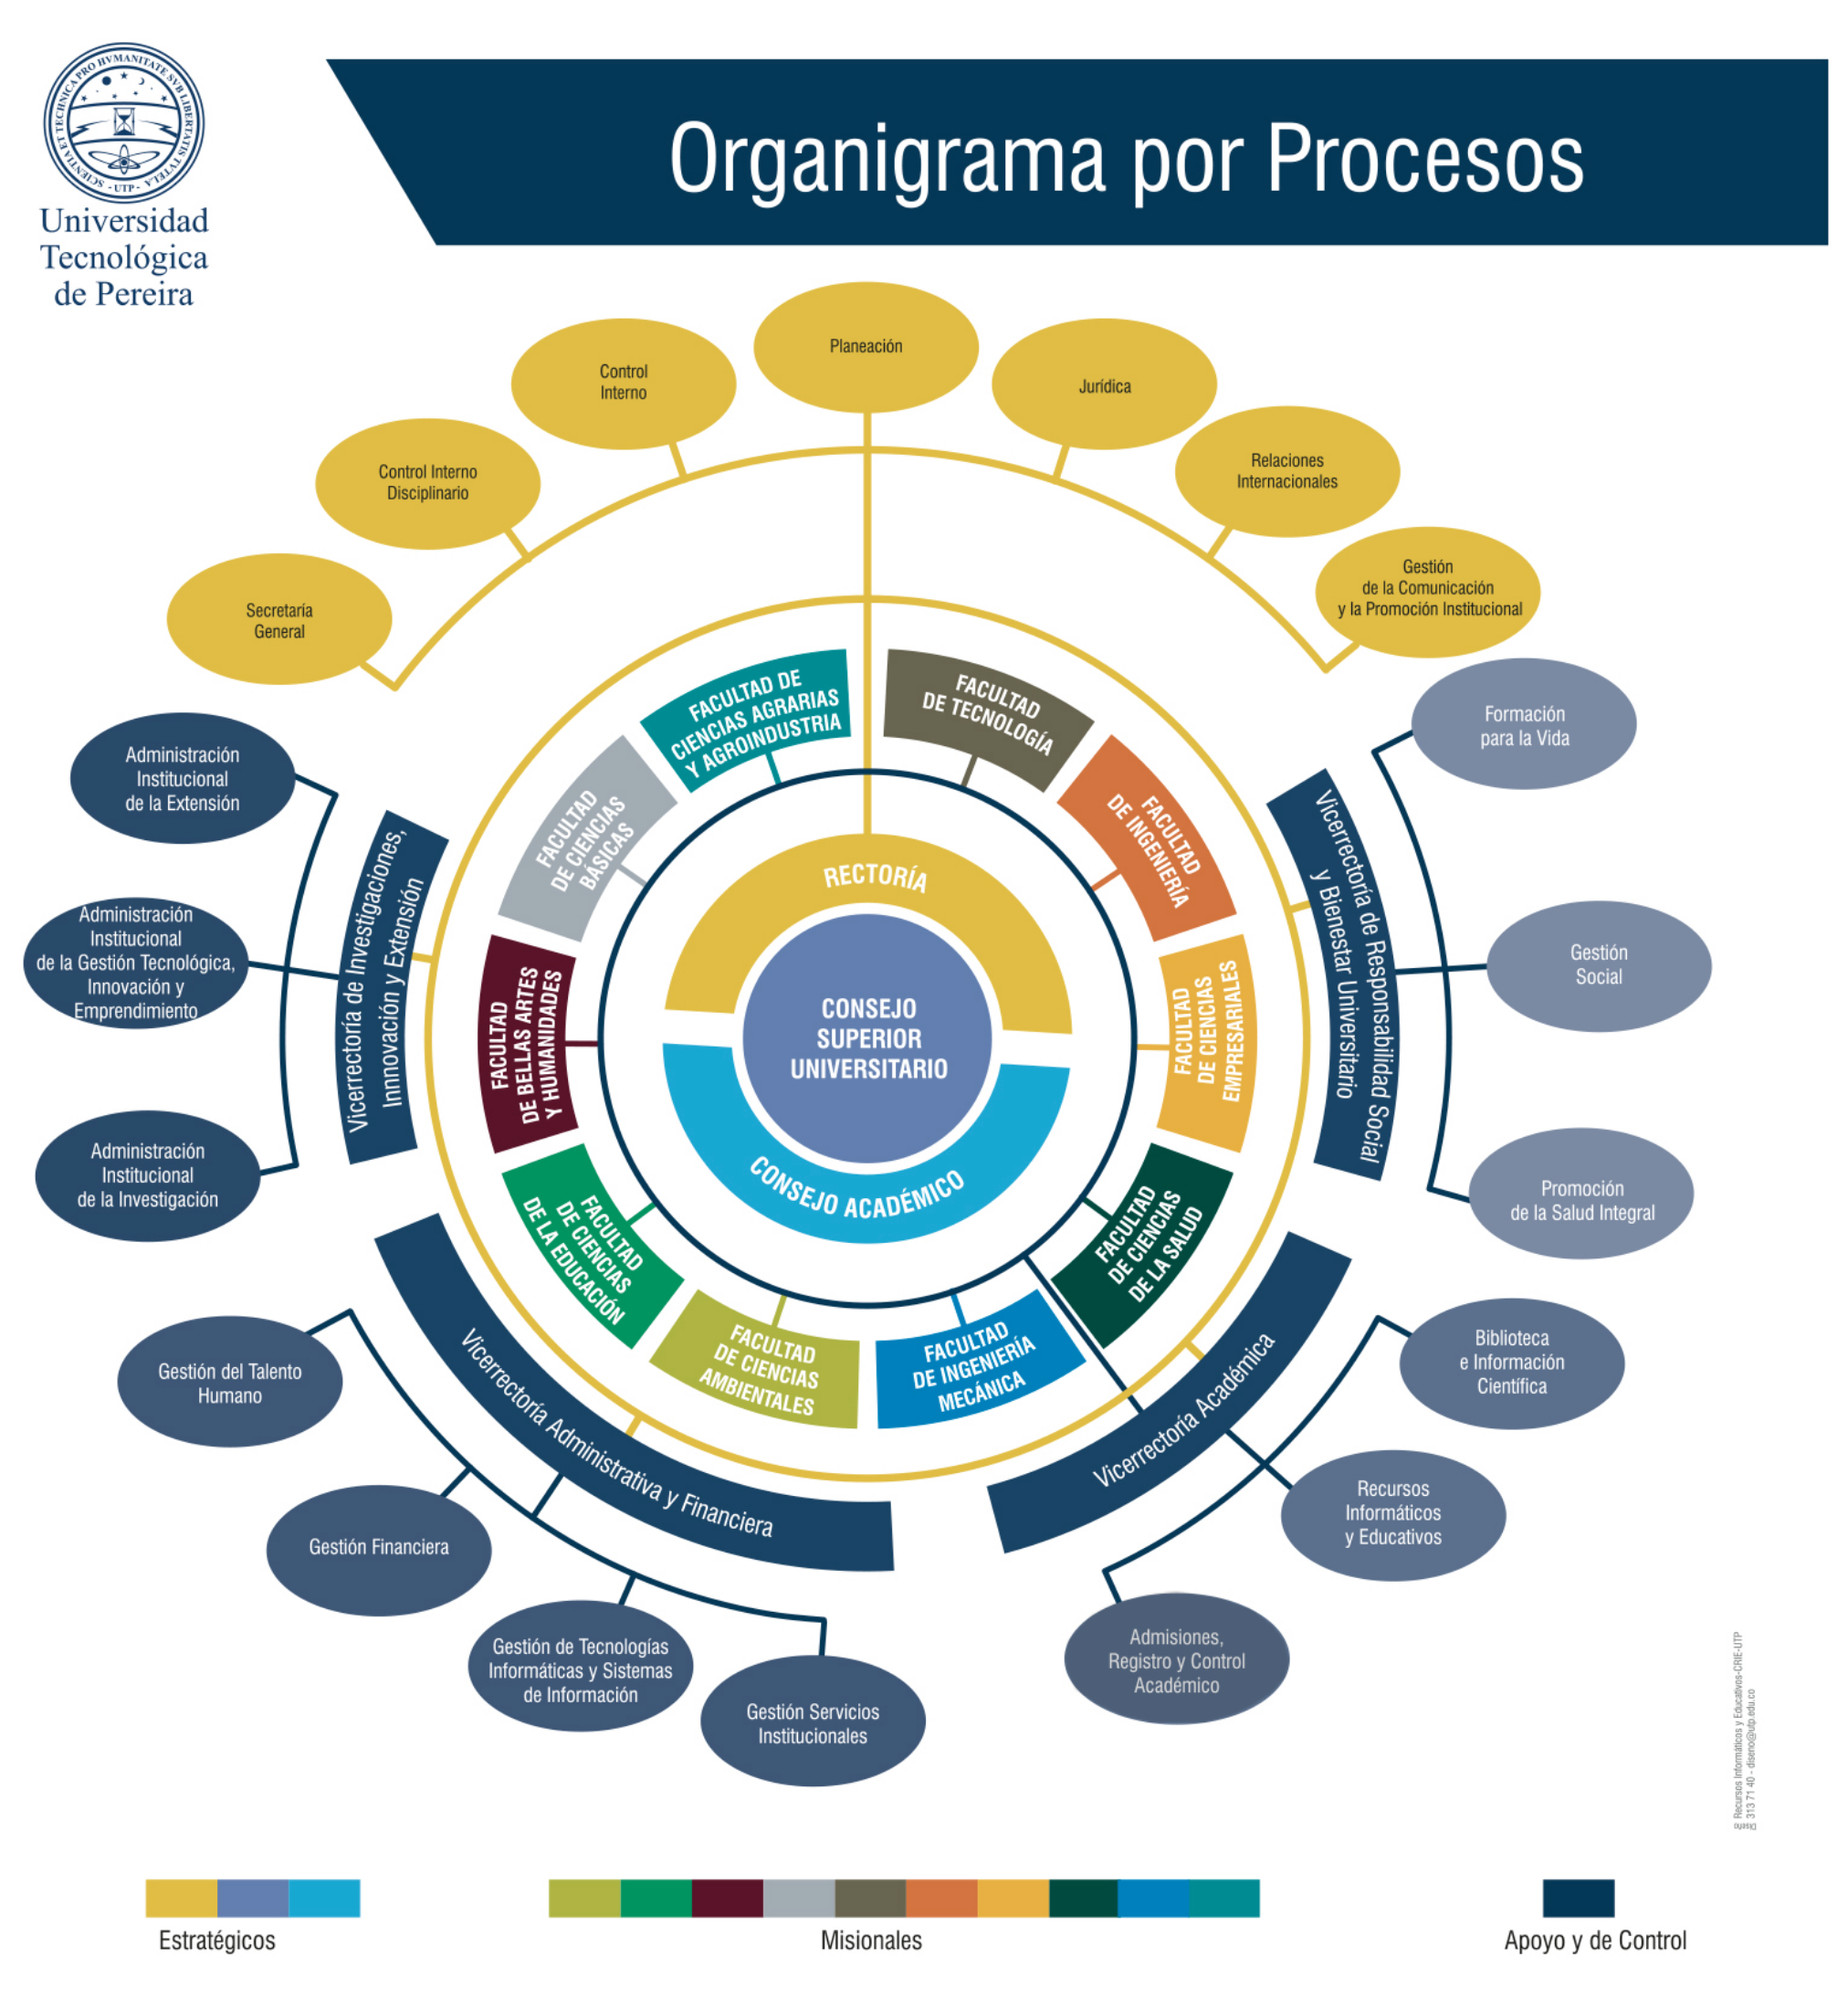 SCIENTIA ET TECHNICA PRO HVMANITATE SVB LIBERTATIS TVTELA
- UTP -
Universidad
Tecnológica
de Pereira
Organigrama por Procesos
Planeación
Control
Interno
Jurídica
Control Interno
Disciplinario
Relaciones
Internacionales
Secretaría
General
Gestión
de la Comunicación
y la Promoción Institucional
FACULTAD DE
CIENCIAS AGRARIAS
Y AGROINDUSTRIA
FACULTAD
DE TECNOLOGÍA
FACULTAD
DE CIENCIAS
BÁSICAS
FACULTAD
DE INGENIERÍA
FACULTAD
DE BELLAS ARTES
Y HUMANIDADES
FACULTAD
DE CIENCIAS
EMPRESARIALES
FACULTAD
DE CIENCIAS
DE LA EDUCACIÓN
FACULTAD
DE CIENCIAS
DE LA SALUD
FACULTAD
DE CIENCIAS
AMBIENTALES
FACULTAD
DE INGENIERÍA
MECÁNICA
RECTORÍA
CONSEJO
SUPERIOR
UNIVERSITARIO
CONSEJO ACADÉMICO
Administración
Institucional
de la Extensión
Administración
Institucional
de la Gestión Tecnológica,
Innovación y
Emprendimiento
Administración
Institucional
de la Investigación
Vicerrectoría de Investigaciones,
Innnovación y Extensión
Vicerrectoría de Responsabilidad Social
y Bienestar Universitario
Formación
para la Vida
Gestión
Social
Promoción
de la Salud Integral
Vicerrectoría Administrativa y Financiera
Vicerrectoría Académica
Gestión del Talento
Humano
Gestión Financiera
Gestión de Tecnologías
Informáticas y Sistemas
de Información
Gestión Servicios
Institucionales
Biblioteca
e Información
Científica
Recursos
Informáticos
y Educativos
Admisiones,
Registro y Control
Académico
Recursos Informáticos y Educativos-CRIE-UTP
313 71 40 - diseno@utp.edu.co
Estratégicos
Misionales
Apoyo y de Control